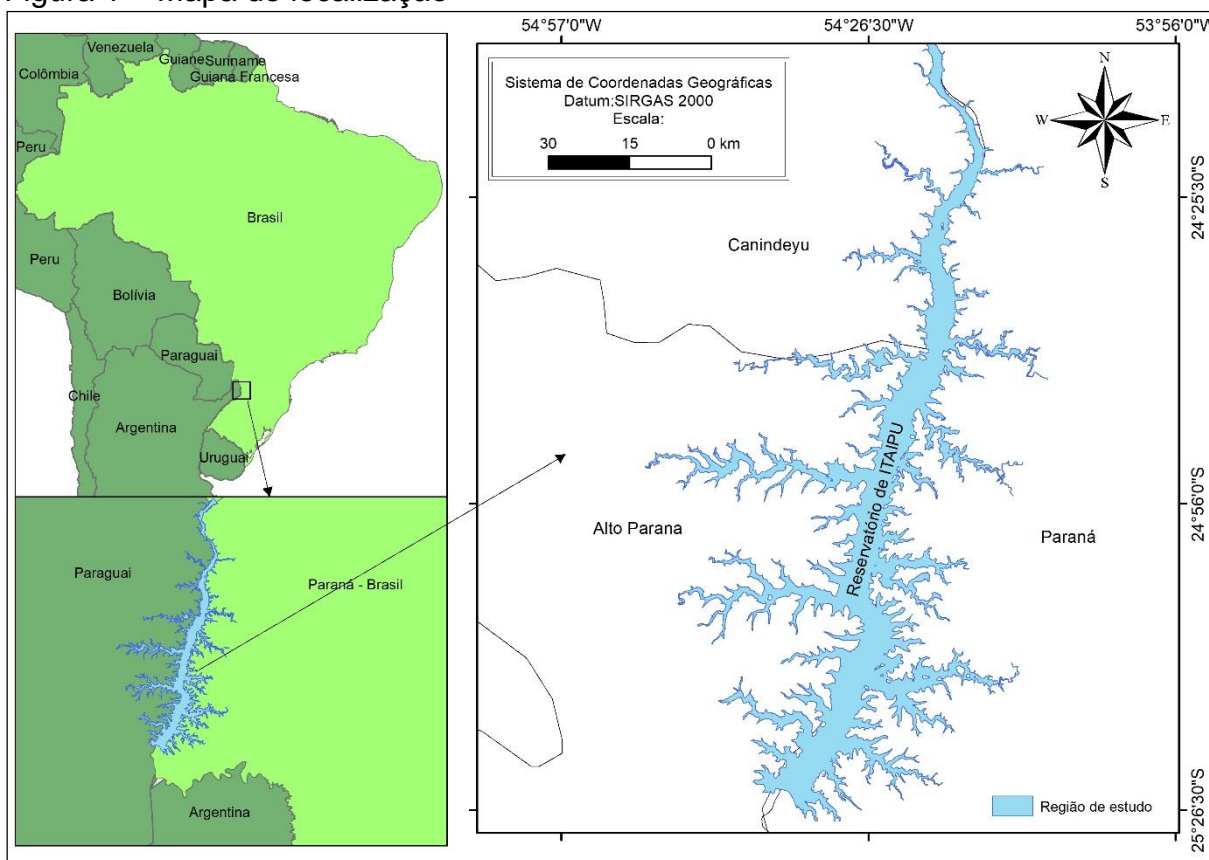 Figura 1 – Mapa de localização
Venezuela
Guiane
Suriname
Guiana Francesa
Colômbia
Peru
Brasil
Peru
Bolívia
Paraguai
Chile
Argentina
Uruguai
Paraguai
Paraná - Brasil
Argentina
54°57'0"W
54°26'30"W
53°56'0"W
Sistema de Coordenadas Geográficas
Datum:SIRGAS 2000
Escala:
30 15 0 km
N
W E
S
24°25'30"S
Canindeyu
Reservatório de ITAIPU
24°56'0"S
Alto Parana
Paraná
Região de estudo
25°26'30"S